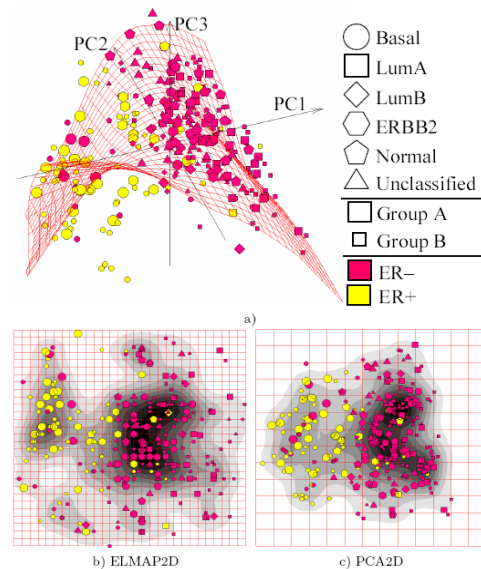 PC3
PC2
PC1
Basal
LumA
LumB
ERBB2
Normal
Unclassified
Group A
Group B
ER−
ER+
a)
b) ELMAP2D
c) PCA2D